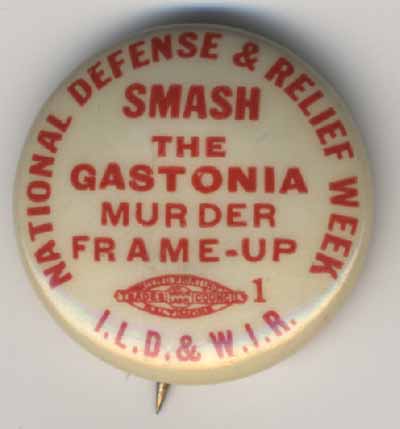 NATIONAL DEFENSE & RELIEF WEEK
SMASH
THE
GASTONIA
MURDER
FRAME-UP
TRADES COUNCIL
1
I.L.D. & W.I.R.